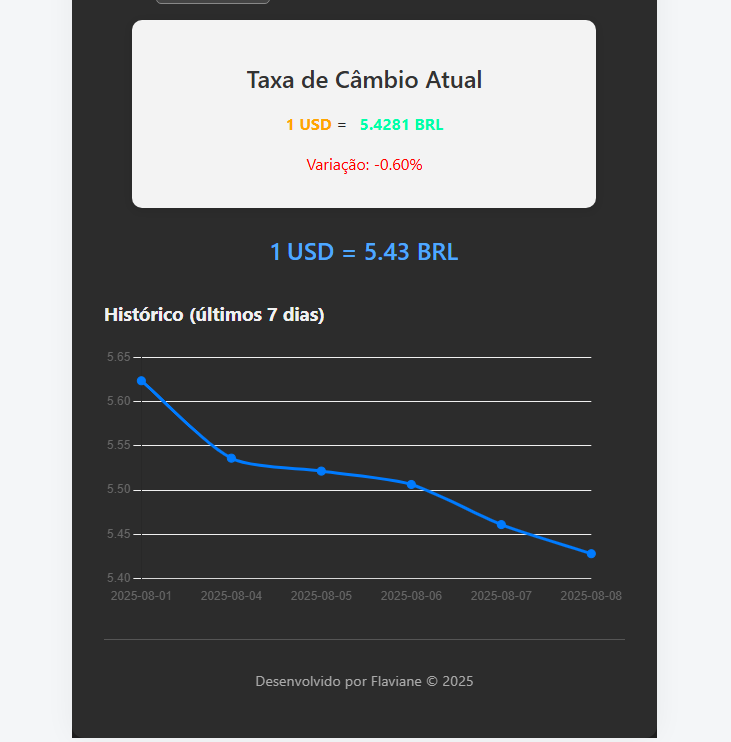 Taxa de Câmbio Atual
1 USD = 5.4281 BRL
Variação: -0.60%
1 USD = 5.43 BRL
Histórico (últimos 7 dias)
5.65
5.60
5.55
5.50
5.45
5.40
2025-08-01 2025-08-04 2025-08-05 2025-08-06 2025-08-07 2025-08-08
Desenvolvido por Flaviane © 2025